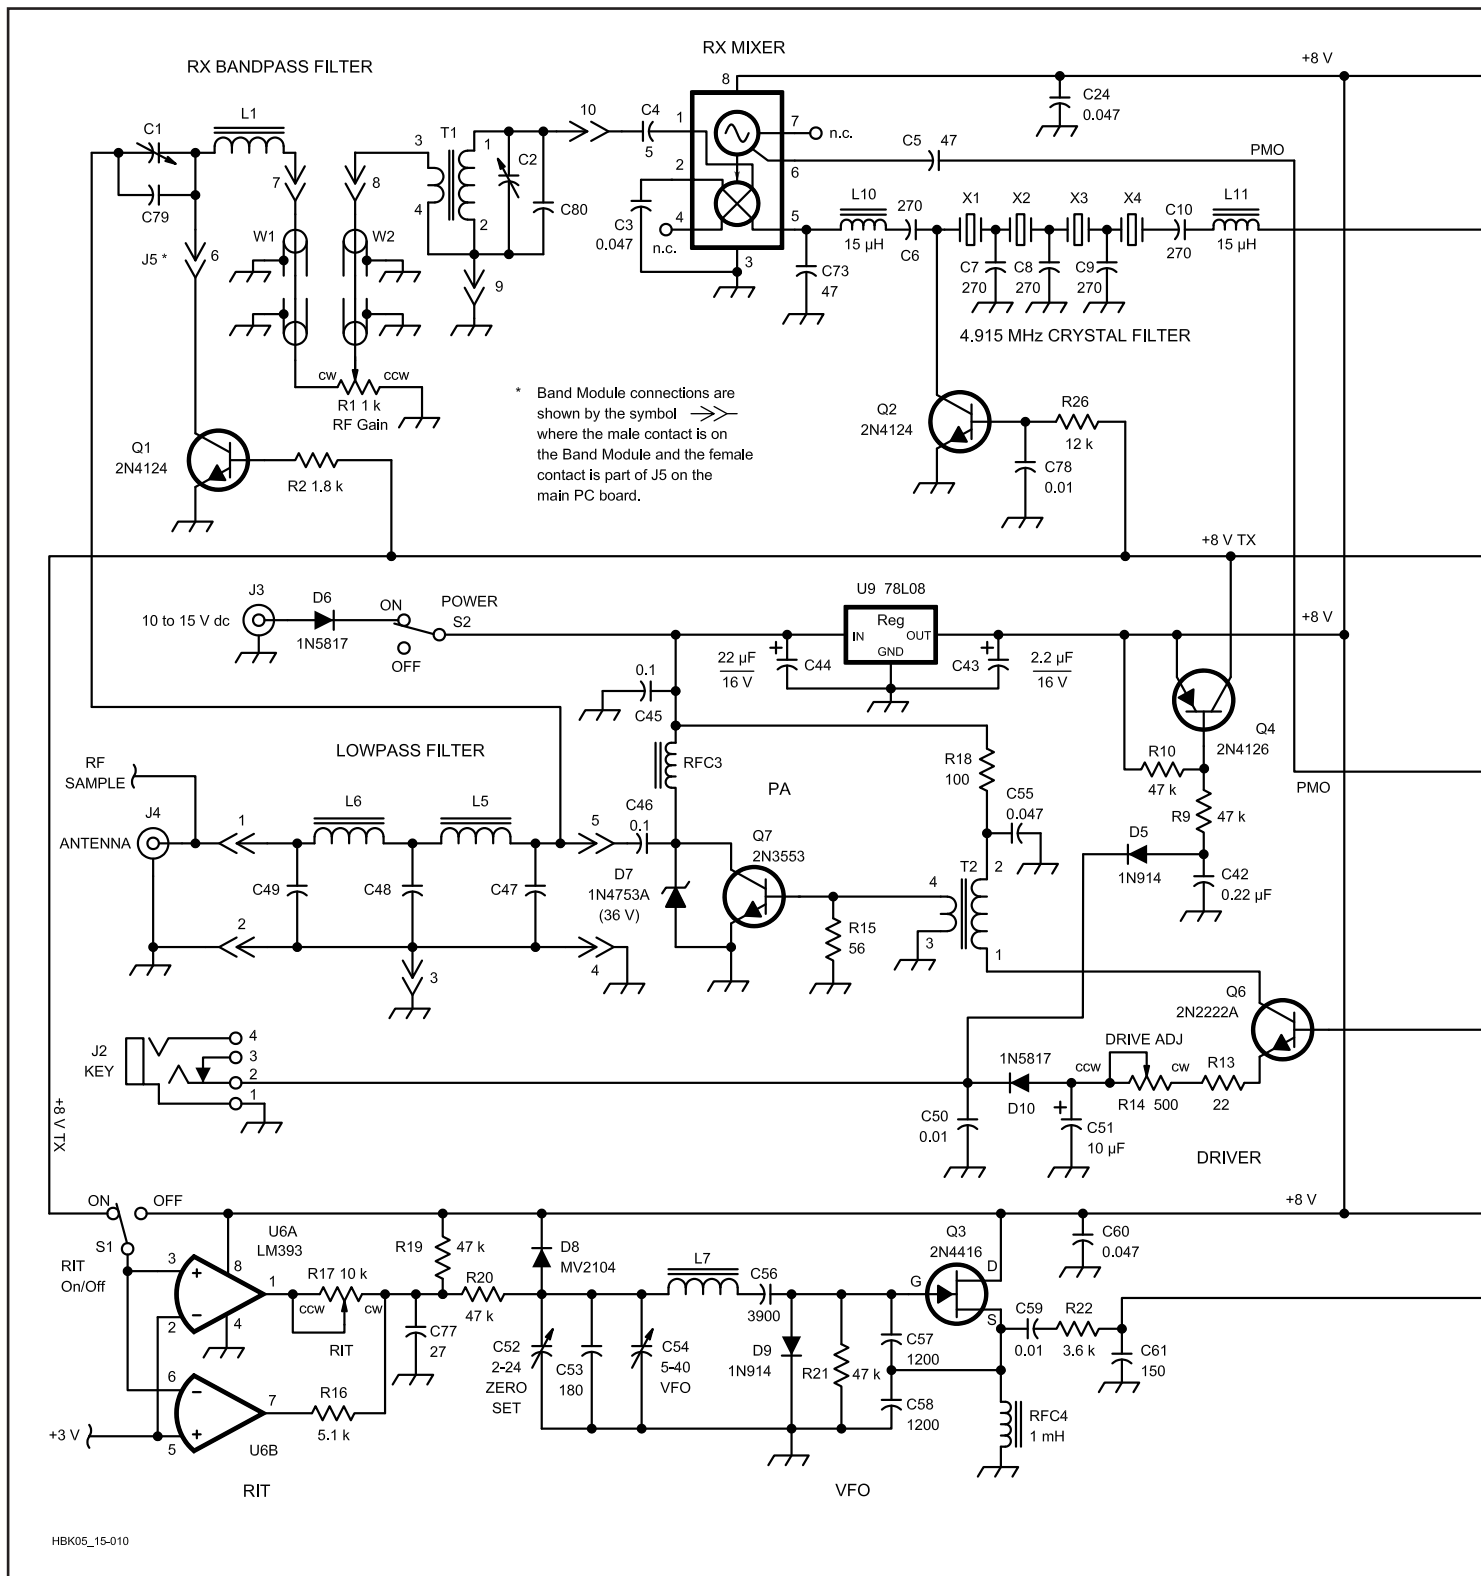 RX MIXER
RX BANDPASS FILTER
+8 V
8
C24
0.047
L1
C1
C79
10
C4
5
1
7
n.c.
2
6
C5
47
PMO
3
T1
1
C2
4
2
C80
7
8
C3
0.047
4
n.c.
5
3
L10
15 µH
270
C6
X1
X2
X3
X4
C10
270
L11
15 µH
C7
270
C8
270
C9
270
C73
47
W1
W2
J5 *
6
9
4.915 MHz CRYSTAL FILTER
cw
ccw
R1 1 k
RF Gain
* Band Module connections are
shown by the symbol
where the male contact is on
the Band Module and the female
contact is part of J5 on the
main PC board.
Q1
2N4124
R2 1.8 k
Q2
2N4124
R26
12 k
C78
0.01
+8 V TX
J3
10 to 15 V dc
D6
1N5817
ON
OFF
POWER
S2
U9 78L08
Reg
IN
OUT
GND
+8 V
22 µF
16 V
C44
C43
2.2 µF
16 V
0.1
C45
Q4
2N4126
LOWPASS FILTER
RF
SAMPLE
RFC3
PA
R18
100
R10
47 k
PMO
J4
ANTENNA
1
L6
L5
5
C46
0.1
C55
0.047
R9
47 k
D5
1N914
C42
0.22 µF
Q7
2N3553
D7
1N4753A
(36 V)
T2
2
4
3
1
C49
C48
C47
R15
56
2
3
4
Q6
2N2222A
J2
KEY
4
3
2
1
1N5817
D10
DRIVE ADJ
ccw
cw
R14 500
R13
22
C50
0.01
C51
10 µF
DRIVER
+8 V TX
ON
OFF
+8 V
S1
RIT
On/Off
U6A
LM393
3
8
1
2
4
R17 10 k
ccw
cw
RIT
R19
47 k
R20
47 k
C77
27
D8
MV2104
L7
C56
3900
Q3
2N4416
D
G
S
C60
0.047
C59
0.01
R22
3.6 k
C61
150
C52
2-24
ZERO
SET
C53
180
C54
5-40
VFO
D9
1N914
R21
47 k
C57
1200
C58
1200
RFC4
1 mH
6
7
5
R16
5.1 k
+3 V
U6B
RIT
VFO
HBK05_15-010